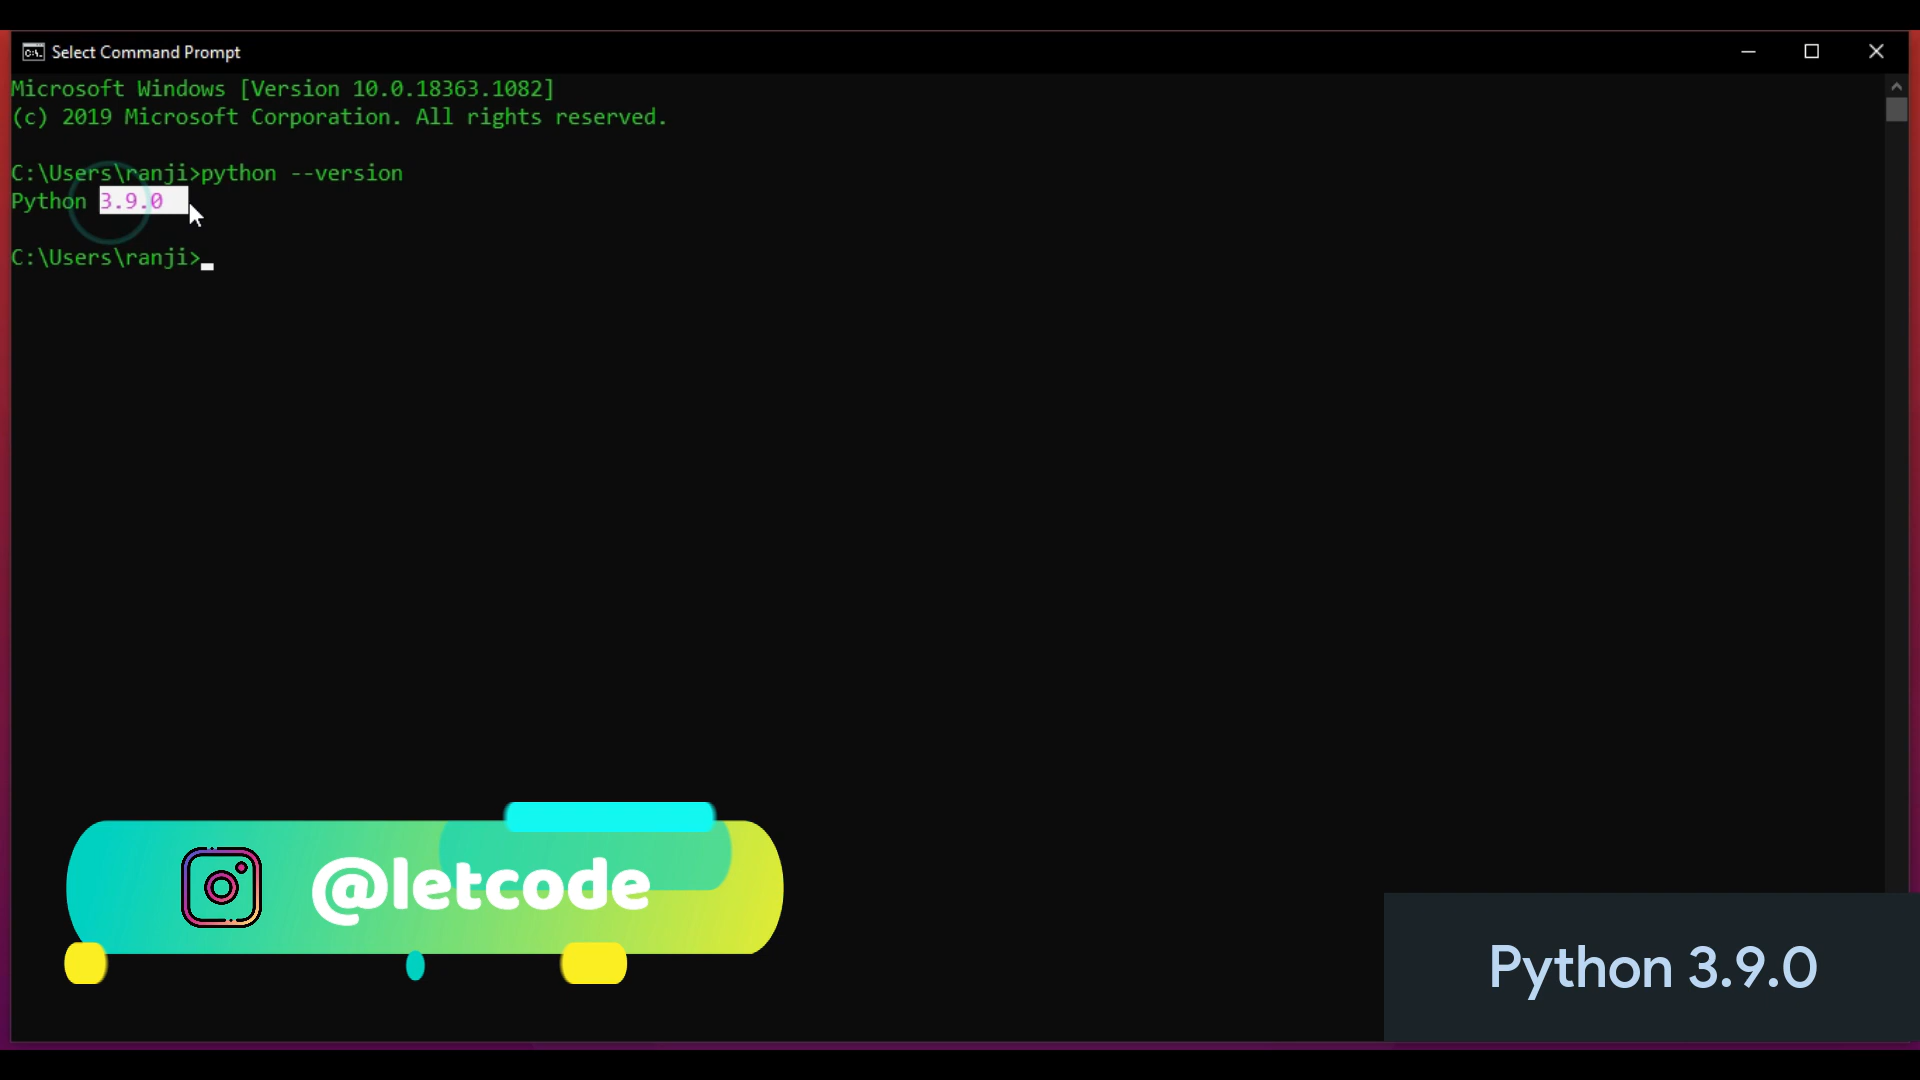 Select Command Prompt
Microsoft Windows [Version 10.0.18363.1082]
(c) 2019 Microsoft Corporation. All rights reserved.
C:\Users\ranji>python --version
Python 3.9.0
C:\Users\ranji>
@letcode
Python 3.9.0